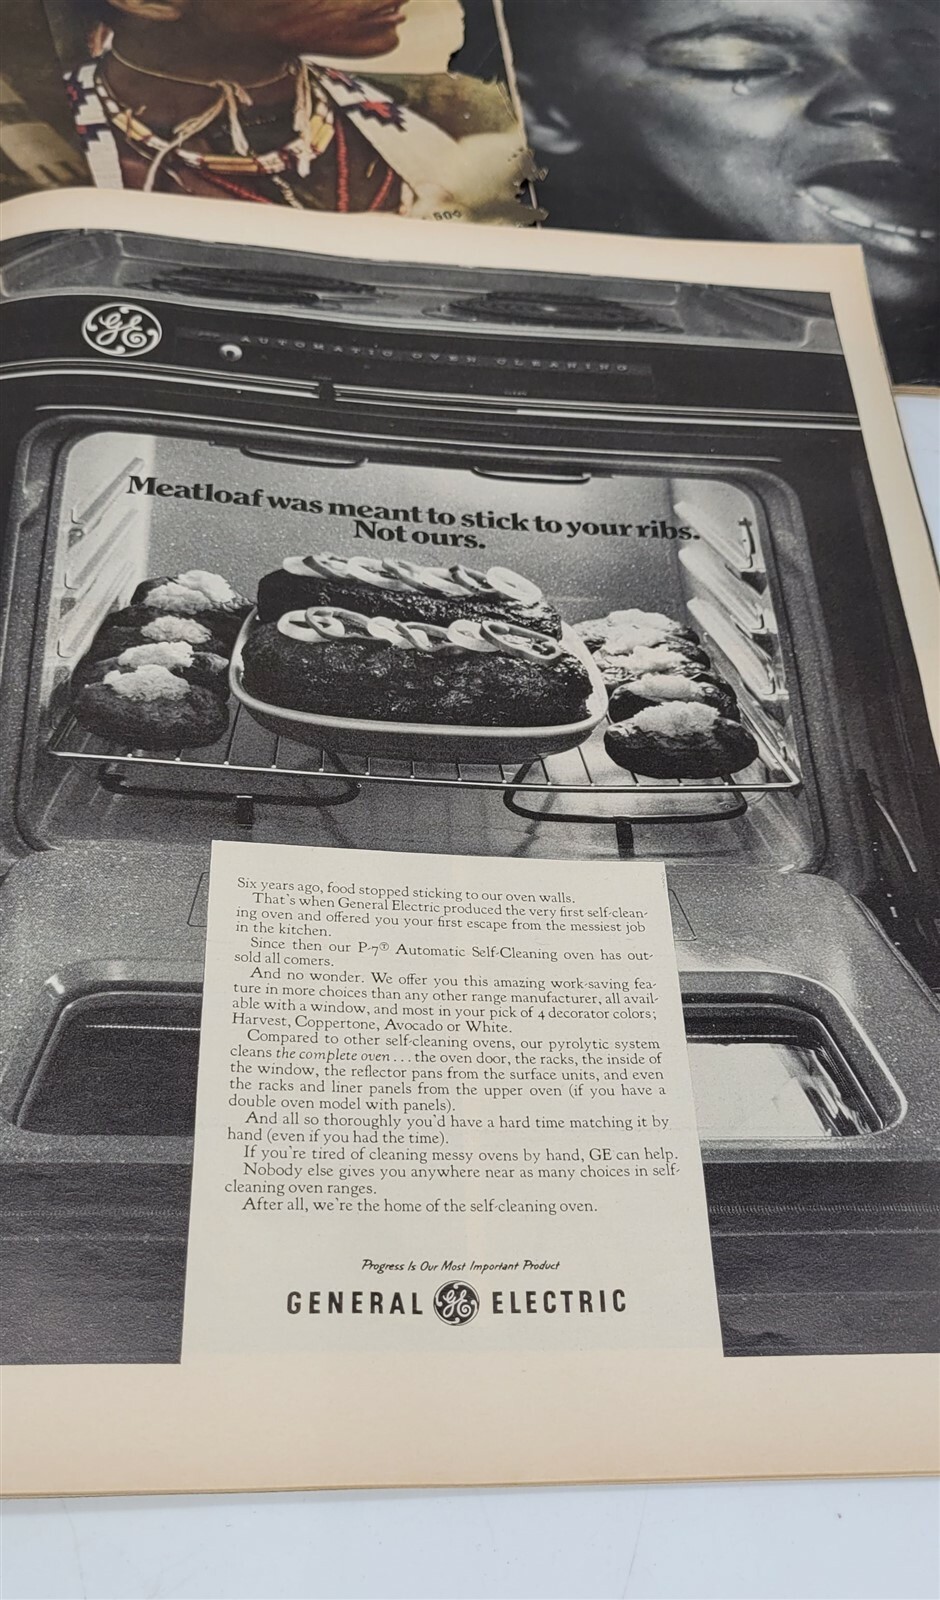 50¢
GE
AUTOMATIC OVEN CLEANING
Meatloaf was meant to stick to your ribs.
Not ours.
Six years ago, food stopped sticking to our oven walls.
That's when General Electric produced the very first self-clean-
ing oven and offered you your first escape from the messiest job
in the kitchen.
Since then our P-7® Automatic Self-Cleaning oven has out-
sold all comers.
And no wonder. We offer you this amazing work-saving fea-
ture in more choices than any other range manufacturer, all avail-
able with a window, and most in your pick of 4 decorator colors;
Harvest, Coppertone, Avocado or White.
Compared to other self-cleaning ovens, our pyrolytic system
cleans the complete oven . . . the oven door, the racks, the inside of
the window, the reflector pans from the surface units, and even
the racks and liner panels from the upper oven (if you have a
double oven model with panels).
And all so thoroughly you'd have a hard time matching it by
hand (even if you had the time).
If you're tired of cleaning messy ovens by hand, GE can help.
Nobody else gives you anywhere near as many choices in self-
cleaning oven ranges.
After all, we're the home of the self-cleaning oven.
Progress Is Our Most Important Product
GENERAL GE ELECTRIC